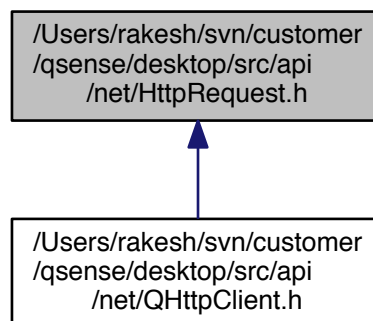 /Users/rakesh/svn/customer
/qsense/desktop/src/api
/net/HttpRequest.h
/Users/rakesh/svn/customer
/qsense/desktop/src/api
/net/QHttpClient.h